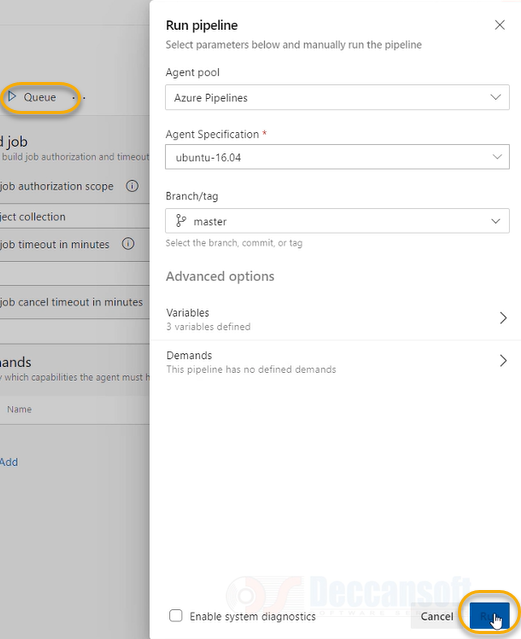 Queue
d job
build job authorization and timeout
job authorization scope
ject collection
job timeout in minutes
job cancel timeout in minutes
nands
y which capabilities the agent must h
Name
Add
Run pipeline
Select parameters below and manually run the pipeline
Agent pool
Azure Pipelines
Agent Specification *
ubuntu-16.04
Branch/tag
master
Select the branch, commit, or tag
Advanced options
Variables
3 variables defined
Demands
This pipeline has no defined demands
Deccansoft
Enable system diagnostics
Cancel